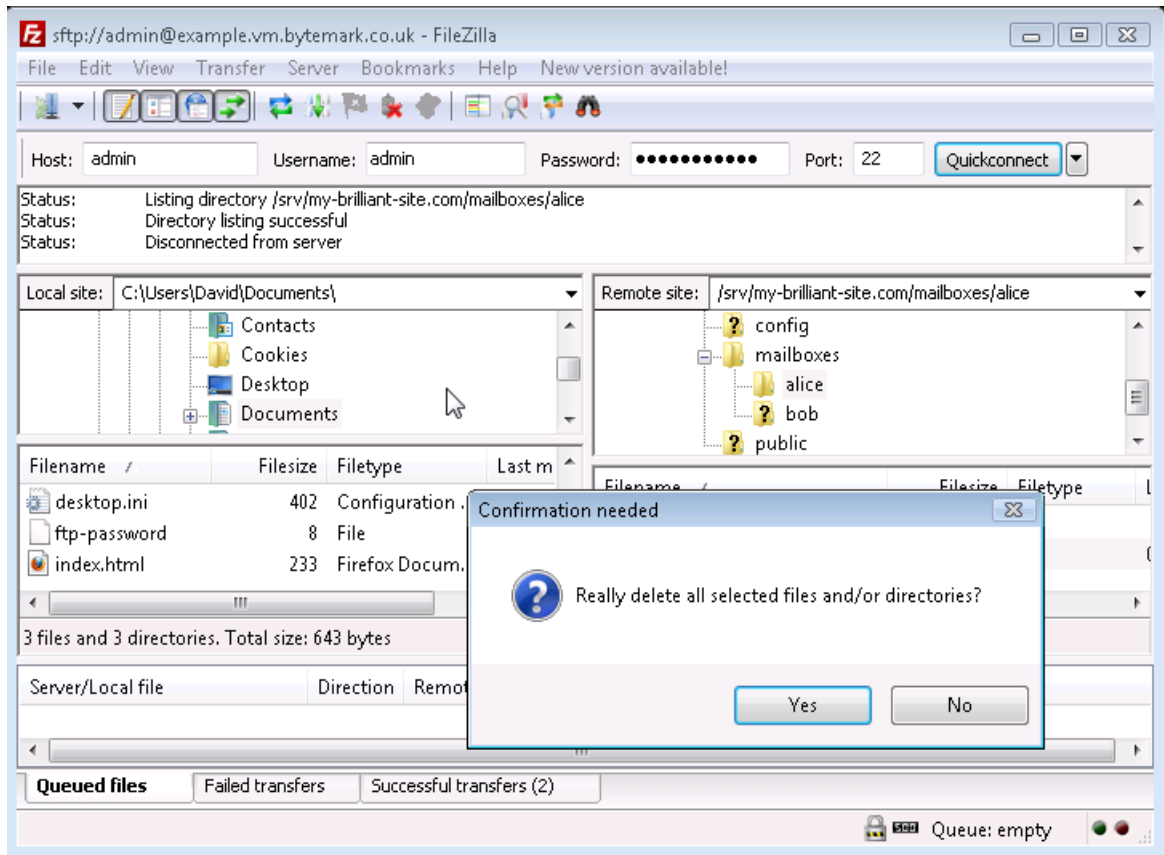 sftp://admin@example.vm.bytemark.co.uk - FileZilla
File Edit View Transfer Server Bookmarks Help New version available!
Host: admin Username: admin Password: ●●●●●●●●●●● Port: 22 Quickconnect
Status: Listing directory /srv/my-brilliant-site.com/mailboxes/alice
Status: Directory listing successful
Status: Disconnected from server
Local site: C:\Users\David\Documents\
Contacts
Cookies
Desktop
Documents
Remote site: /srv/my-brilliant-site.com/mailboxes/alice
config
mailboxes
alice
bob
public
Filename Filesize Filetype Last m
desktop.ini 402 Configuration .
ftp-password 8 File
index.html 233 Firefox Docum.
3 files and 3 directories. Total size: 643 bytes
Filename Filesize Filetype
Confirmation needed
Really delete all selected files and/or directories?
Yes No
Server/Local file Direction Remot
Queued files Failed transfers Successful transfers (2)
Queue: empty